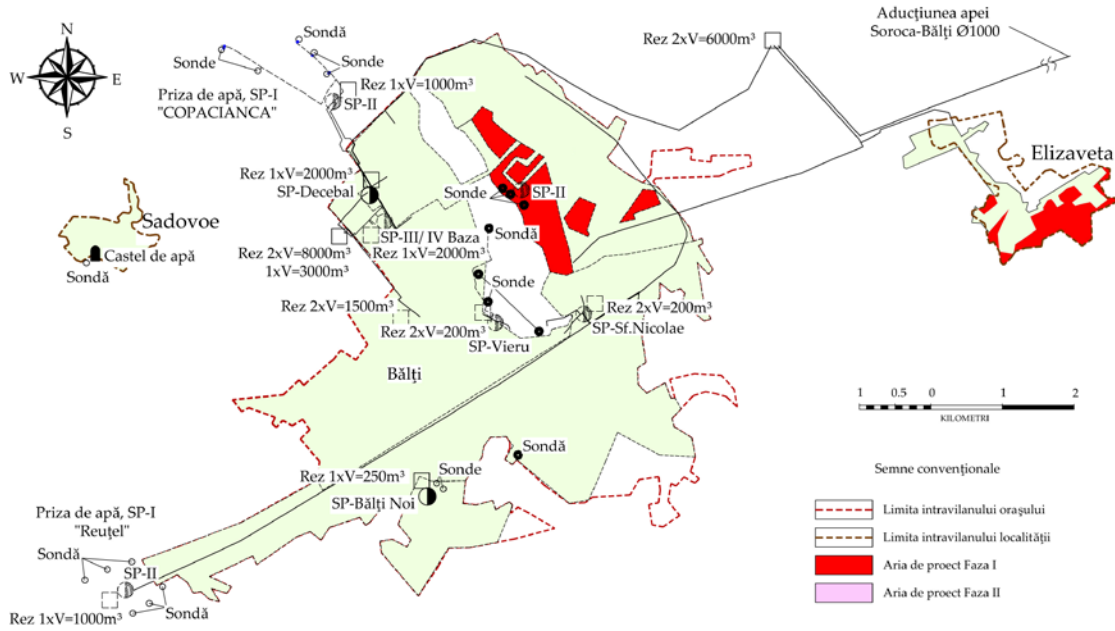 N
W
E
S
Sondă
Sonde
Sonde
Rez 1xV=1000m³
SP-II
Priza de apă, SP-I
"COPACIANCA"
Rez 2xV=6000m³
Aducțiunea apei
Soroca-Bălți Ø1000
Elizaveta
Rez 1xV=2000m³
SP-Decebal
Sonde
SP-II
Sadovoe
Castel de apă
Sondă
SP-III/ IV Baza
Rez 1xV=2000m³
Sondă
Rez 2xV=8000m³
1xV=3000m³
Sonde
Rez 2xV=1500m³
Rez 2xV=200m³
SP-Vieru
Rez 2xV=200m³
SP-Sf.Nicolae
Bălți
1 0.5 0 1 2
KILOMETRI
Sondă
Rez 1xV=250m³
Sonde
SP-Bălți Noi
Priza de apă, SP-I
"Reuțel"
Sondă
SP-II
Sondă
Rez 1xV=1000m³
Semne convenționale
Limita intravilanului orașului
Limita intravilanului localității
Aria de proiect Faza I
Aria de proiect Faza II